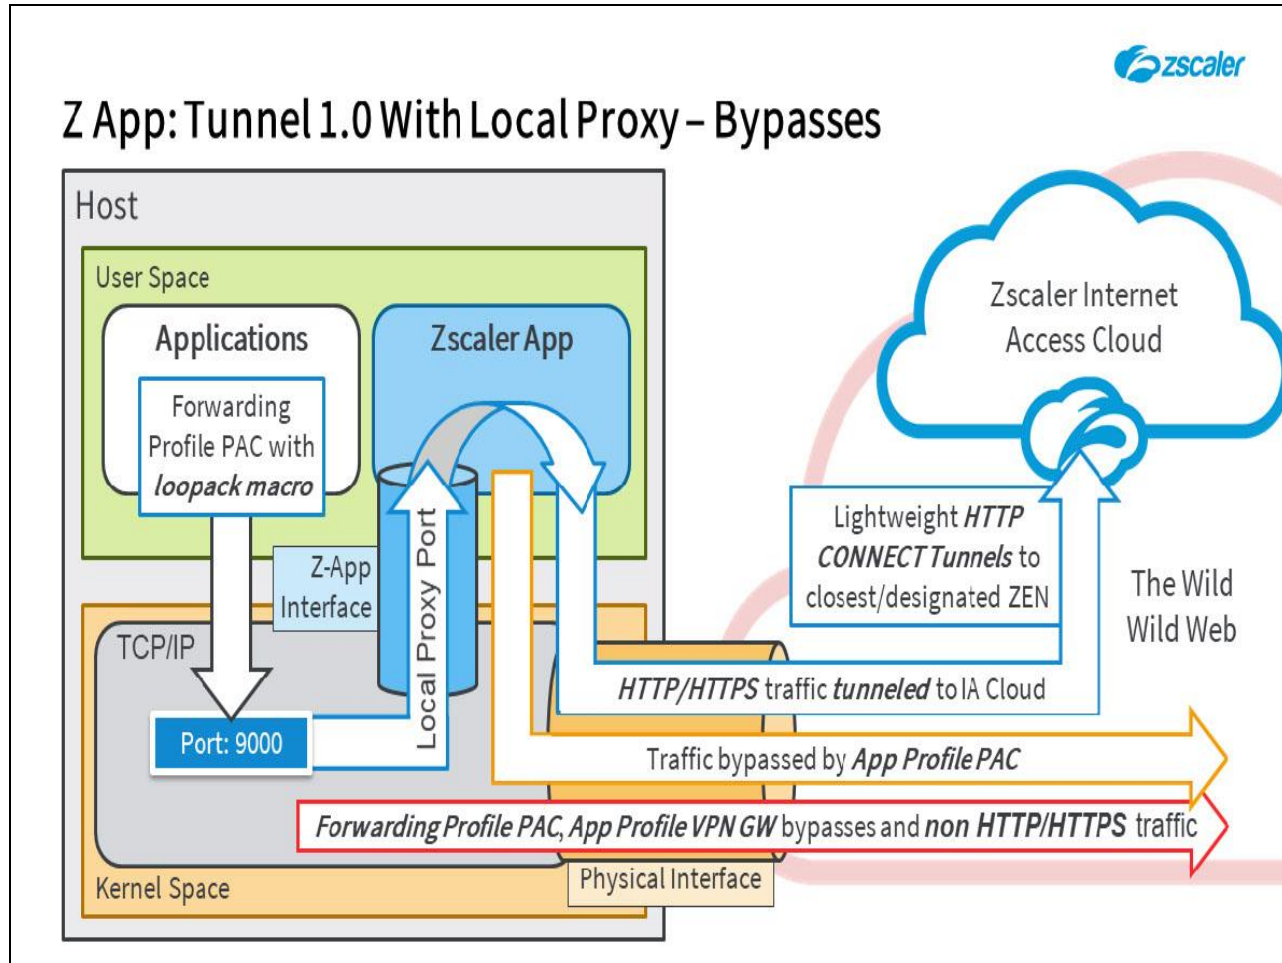 zscaler
Z App: Tunnel 1.0 With Local Proxy – Bypasses
Host
User Space
Applications
Forwarding
Profile PAC with
loopack macro
Zscaler App
Z-App
Interface
Local Proxy Port
TCP/IP
Port: 9000
Kernel Space
Physical Interface
Zscaler Internet
Access Cloud
Lightweight HTTP
CONNECT Tunnels to
closest/designated ZEN
The Wild
Wild Web
HTTP/HTTPS traffic tunneled to IA Cloud
Traffic bypassed by App Profile PAC
Forwarding Profile PAC, App Profile VPN GW bypasses and non HTTP/HTTPS traffic